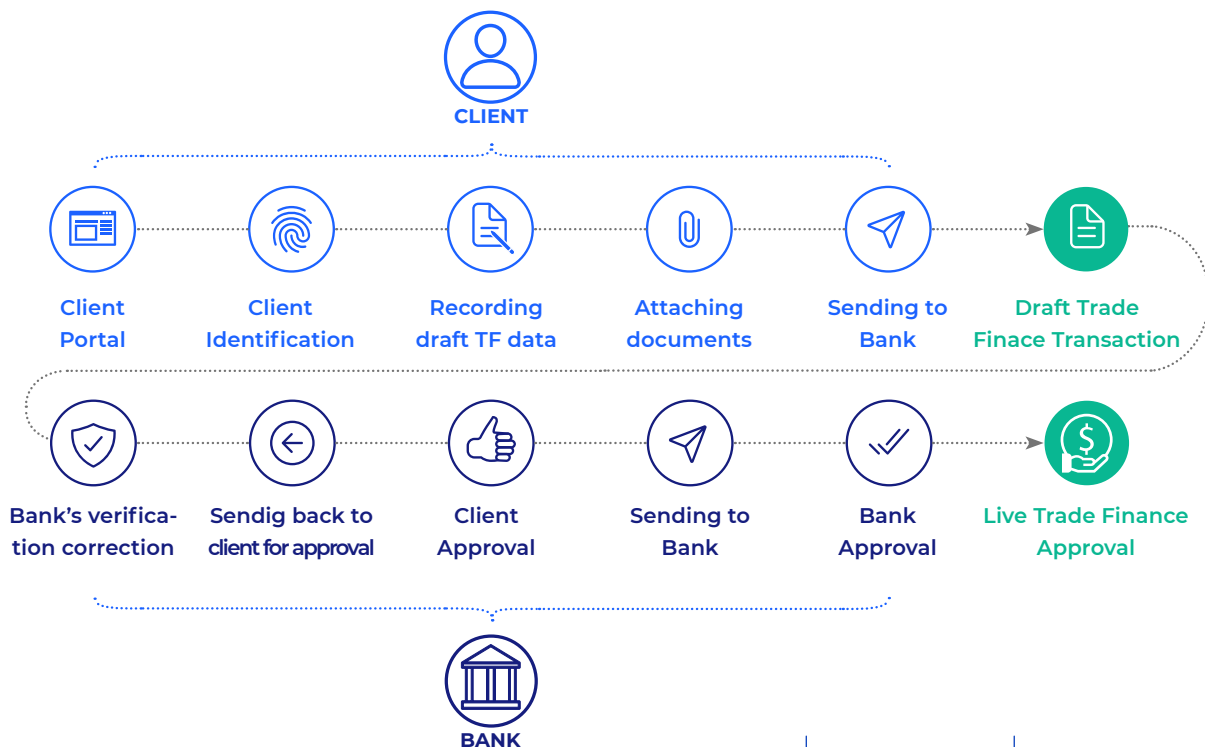 CLIENT
Client
Portal
Client
Identification
Recording
draft TF data
Attaching
documents
Sending to
Bank
Draft Trade
Finace Transaction
Bank’s verifica-
tion correction
Sendig back to
client for approval
Client
Approval
Sending to
Bank
Bank
Approval
Live Trade Finance
Approval
BANK